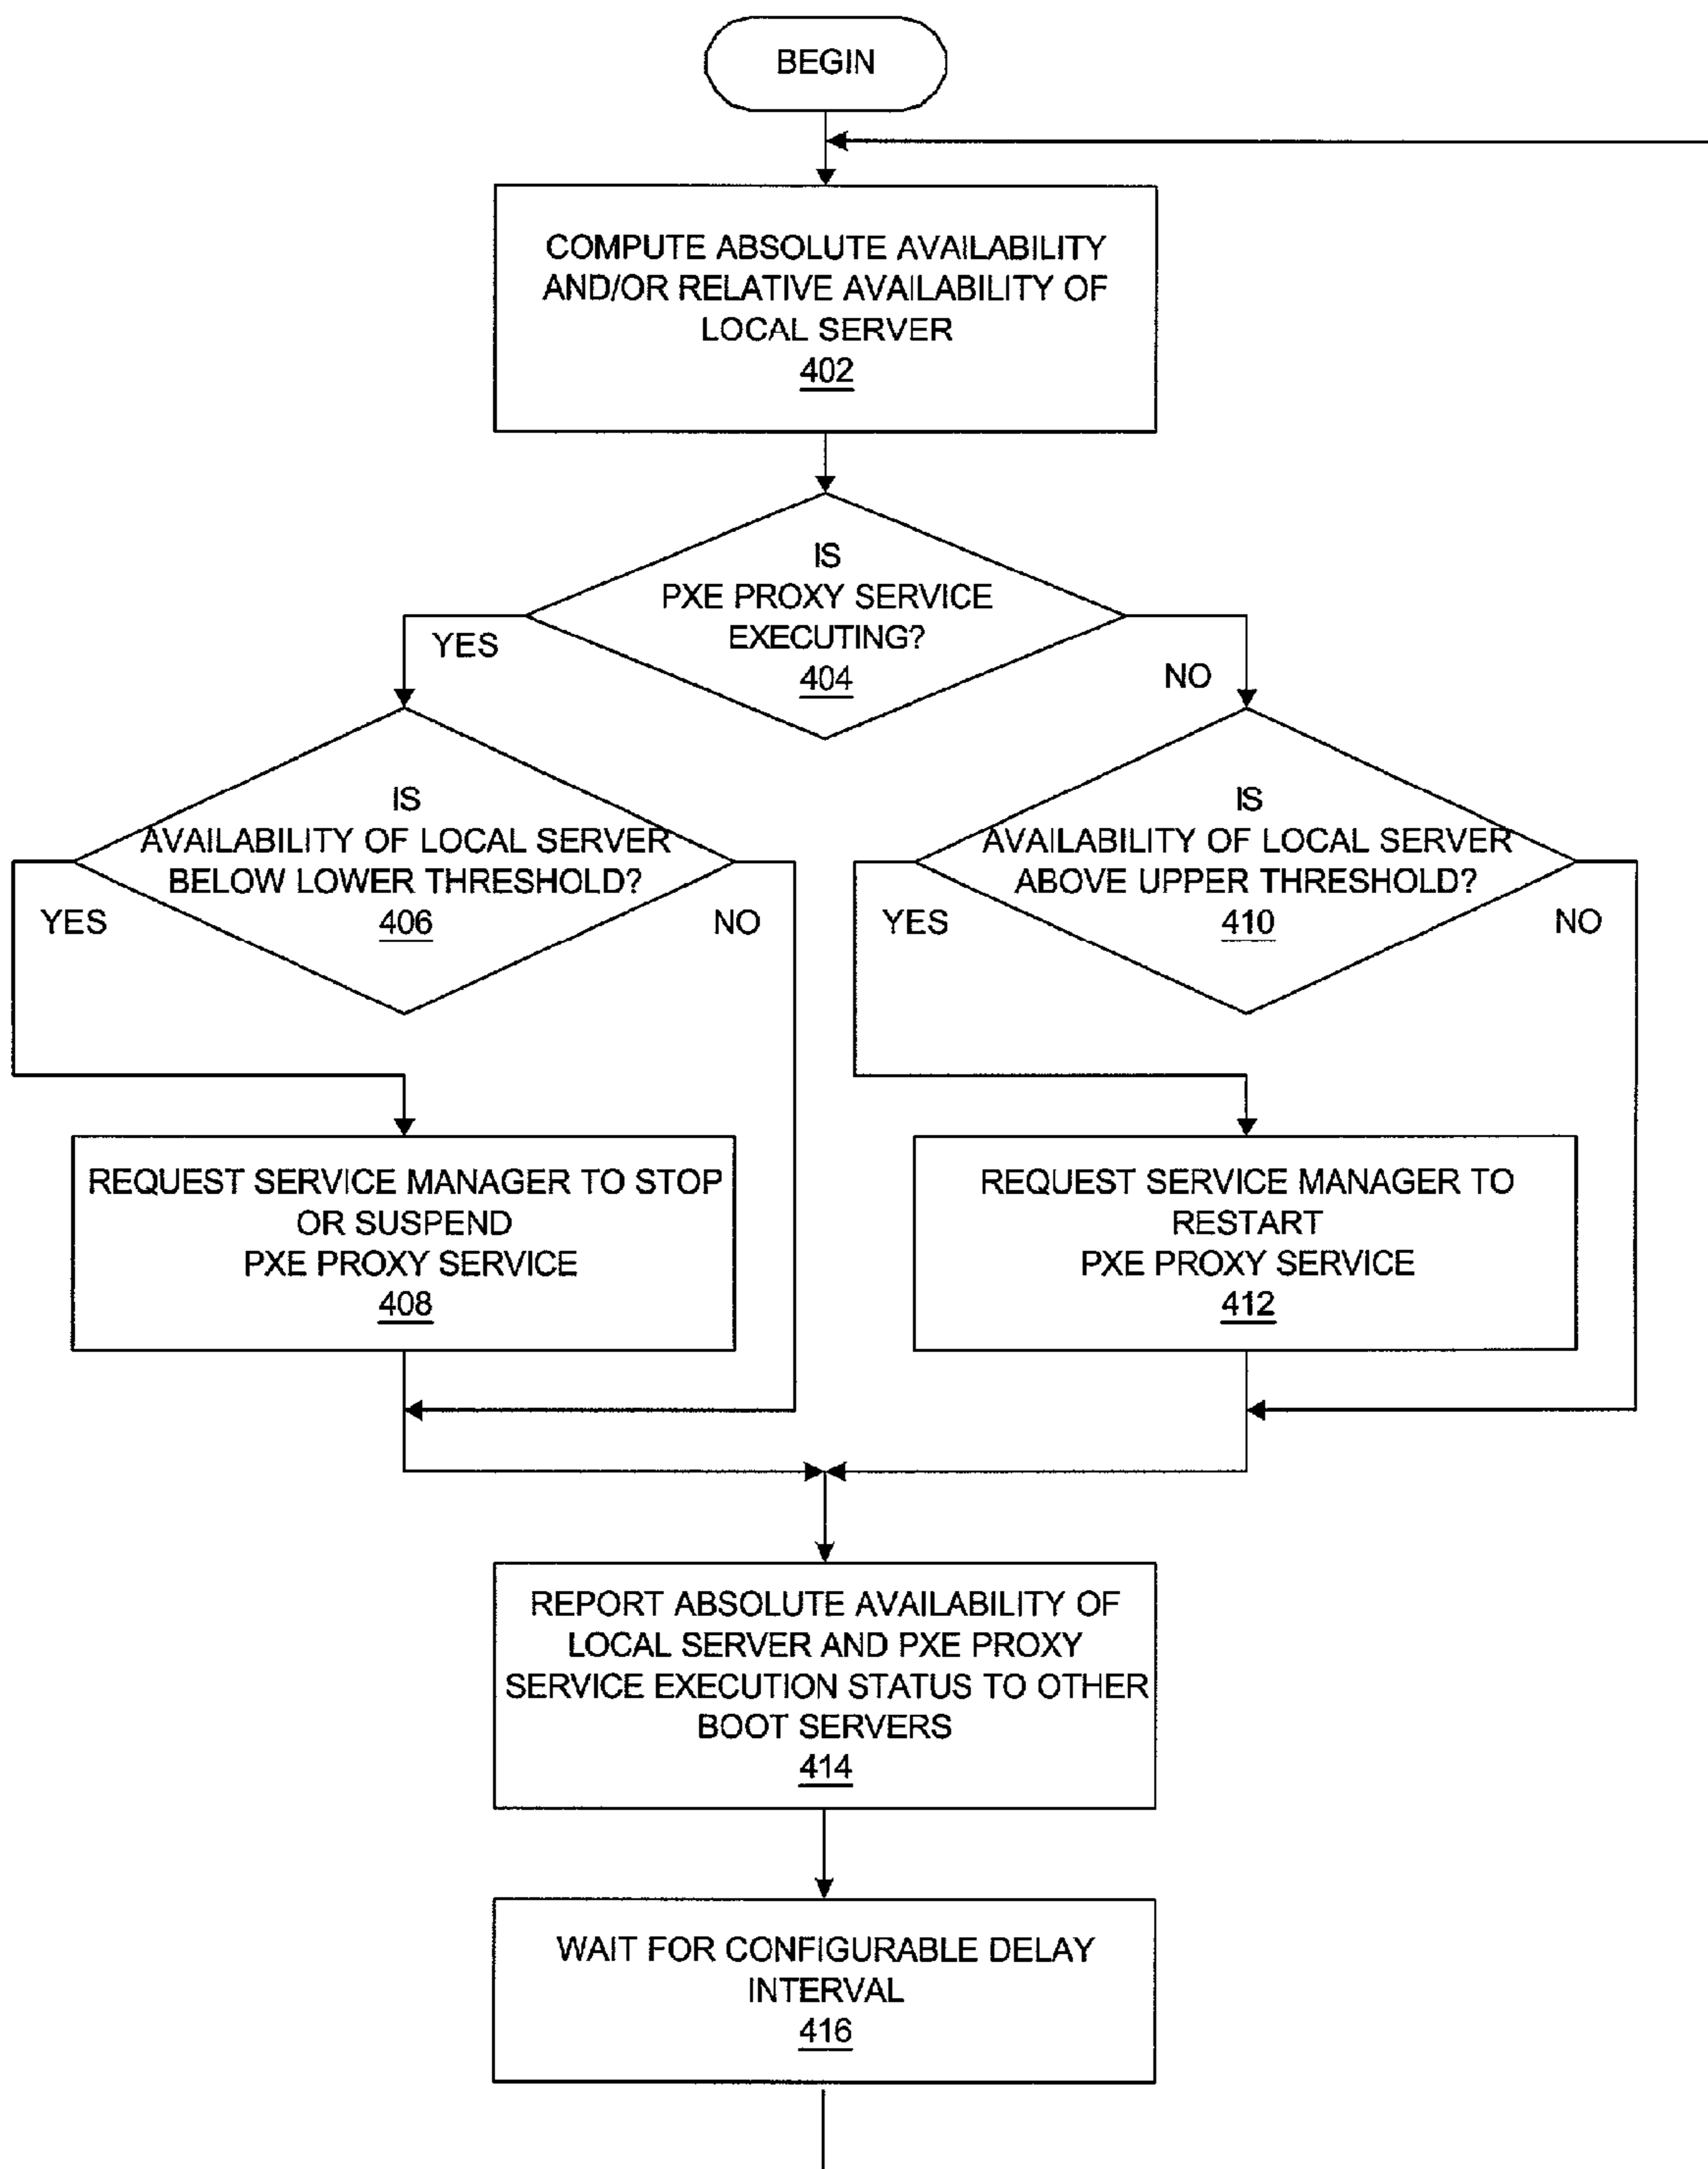 BEGIN
COMPUTE ABSOLUTE AVAILABILITY
AND/OR RELATIVE AVAILABILITY OF
LOCAL SERVER
402
IS
PXE PROXY SERVICE
EXECUTING?
404
YES
NO
IS
AVAILABILITY OF LOCAL SERVER
BELOW LOWER THRESHOLD?
406
YES
NO
IS
AVAILABILITY OF LOCAL SERVER
ABOVE UPPER THRESHOLD?
410
YES
NO
REQUEST SERVICE MANAGER TO STOP
OR SUSPEND
PXE PROXY SERVICE
408
REQUEST SERVICE MANAGER TO
RESTART
PXE PROXY SERVICE
412
REPORT ABSOLUTE AVAILABILITY OF
LOCAL SERVER AND PXE PROXY
SERVICE EXECUTION STATUS TO OTHER
BOOT SERVERS
414
WAIT FOR CONFIGURABLE DELAY
INTERVAL
416